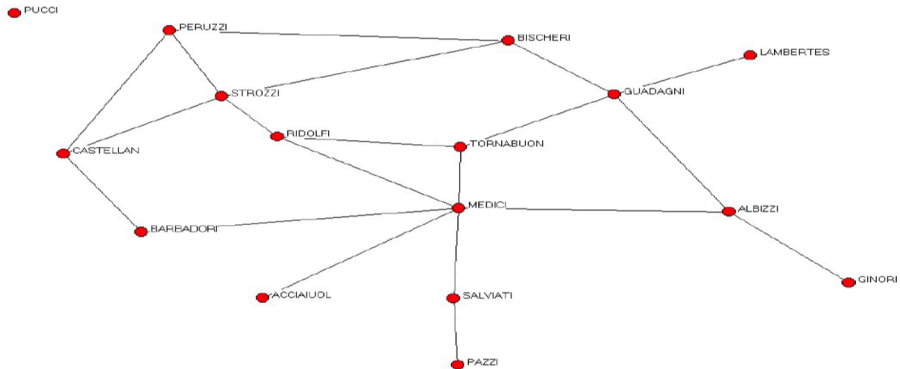 PUCCI
PERUZZI
BISCHERI
LAMBERTES
STROZZI
GUADAGNI
RIDOLFI
TORNABUON
CASTELLAN
MEDICI
ALBIZZI
BARBADORI
GINORI
ACCIAIUOL
SALVIATI
PAZZI